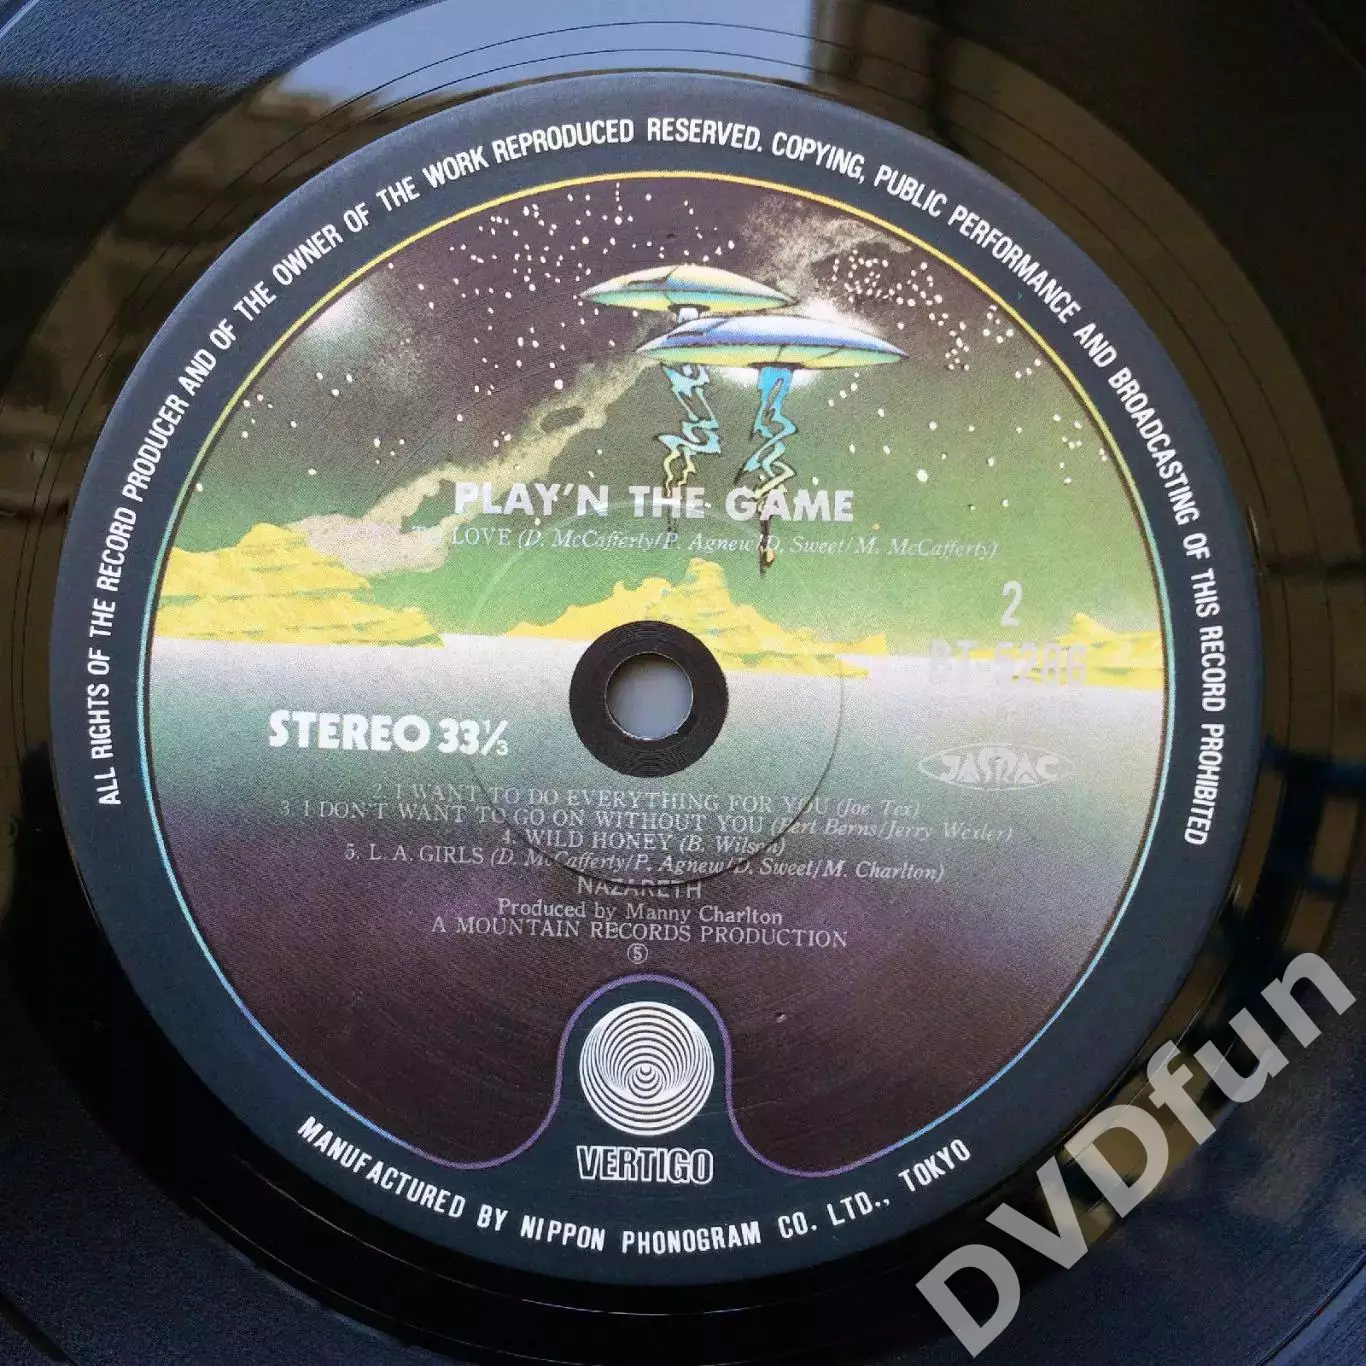 ALL RIGHTS OF THE RECORD PRODUCER AND OF THE OWNER OF THE WORK REPRODUCED RESERVED. COPYING, PUBLIC PERFORMANCE AND BROADCASTING OF THIS RECORD PROHIBITED
PLAY'N THE GAME
LOVE (D. McCafferty/P. Agnew/D. Sweet/M. McCafferty)
2
STEREO 33⅓
JASRAC
2. I WANT TO DO EVERYTHING FOR YOU (Joe Tex)
3. I DON'T WANT TO GO ON WITHOUT YOU (Bert Berns/Jerry Wexler)
4. WILD HONEY (B. Wilson)
5. L. A. GIRLS (D. McCafferty/P. Agnew/D. Sweet/M. Charlton)
NAZARETH
Produced by Manny Charlton
A MOUNTAIN RECORDS PRODUCTION
⑤
VERTIGO
MANUFACTURED BY NIPPON PHONOGRAM CO. LTD., TOKYO
DVDfun